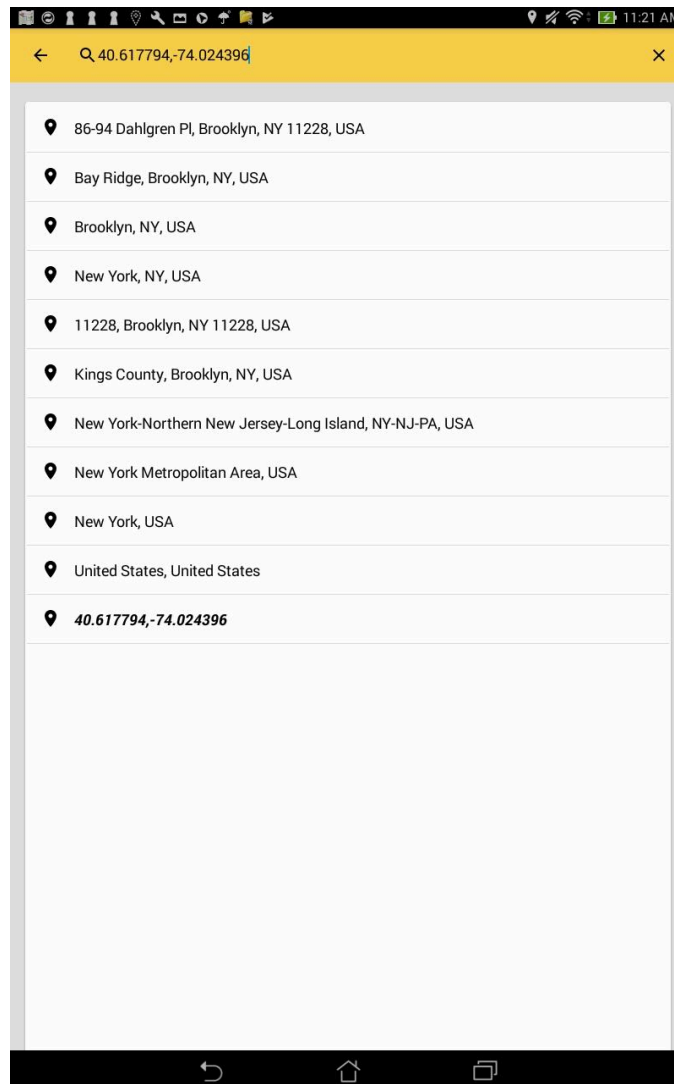 11:21 AM
40.617794,-74.024396
86-94 Dahlgren Pl, Brooklyn, NY 11228, USA
Bay Ridge, Brooklyn, NY, USA
Brooklyn, NY, USA
New York, NY, USA
11228, Brooklyn, NY 11228, USA
Kings County, Brooklyn, NY, USA
New York-Northern New Jersey-Long Island, NY-NJ-PA, USA
New York Metropolitan Area, USA
New York, USA
United States, United States
40.617794,-74.024396